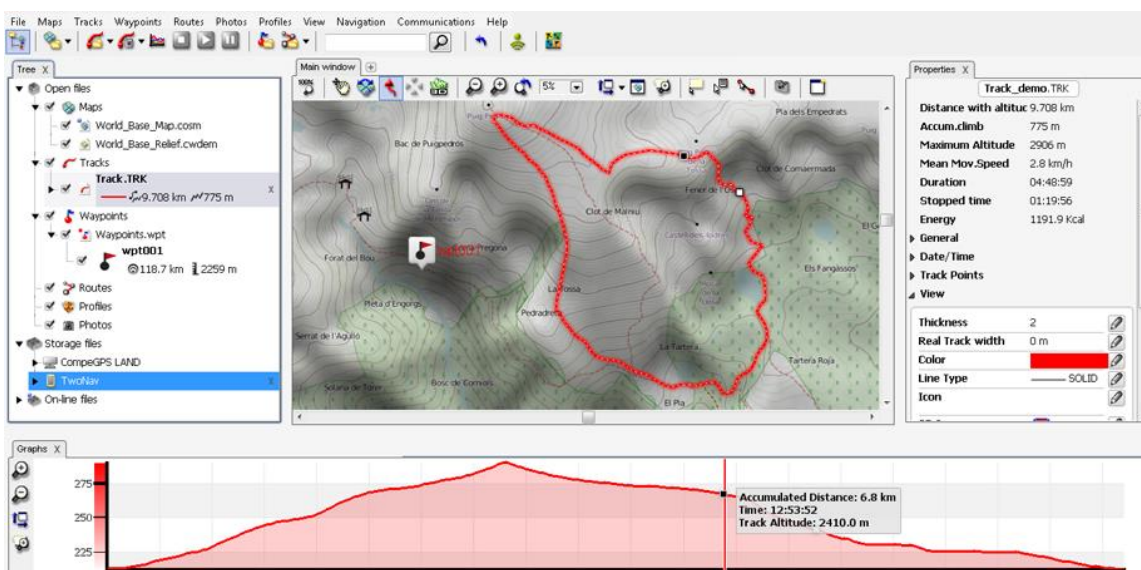 File Maps Tracks Waypoints Routes Photos Profiles View Navigation Communications Help
Tree X
Open files
Maps
World_Base_Map.cosm
World_Base_Relief.cwdem
Tracks
Track.TRK
9.708 km 775 m
X
Waypoints
Waypoints.wpt
wpt001
118.7 km 2259 m
Routes
Profiles
Photos
Storage files
CompeGPS LAND
TwoNav
X
On-line files
Main window
100%
5%
Pla dels Empedrats
Bac de Puigpedrós
Clot de Comaermada
Fener de l'O
Clot de Malniu
Forat del Bou
Els Fangassos
La Tossa
Pleta d'Engorgs
Serrat de l'Agulló
La Tartera
Tartera Roja
Bosc de Comiols
El Pla
Properties X
Track_demo.TRK
Distance with altituc 9.708 km
Accum.climb 775 m
Maximum Altitude 2906 m
Mean Mov.Speed 2.8 km/h
Duration 04:48:59
Stopped time 01:19:56
Energy 1191.9 Kcal
General
Date/Time
Track Points
View
Thickness 2
Real Track width 0 m
Color
Line Type SOLID
Icon
Graphs X
275
250
225
Accumulated Distance: 6.8 km
Time: 12:53:52
Track Altitude: 2410.0 m